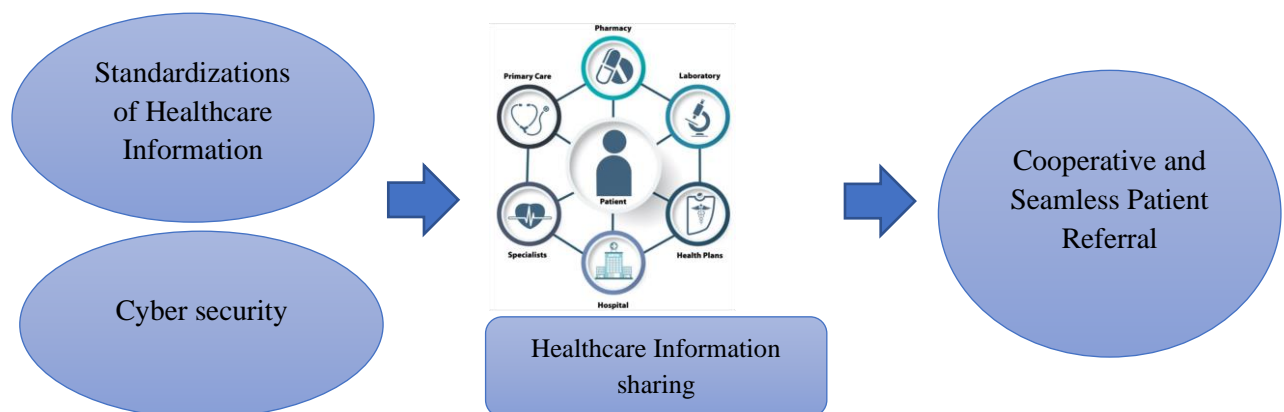 Standardizations
of Healthcare
Information
Cyber security
Pharmacy
Primary Care
Laboratory
Patient
Specialists
Health Plans
Hospital
Healthcare Information
sharing
Cooperative and
Seamless Patient
Referral